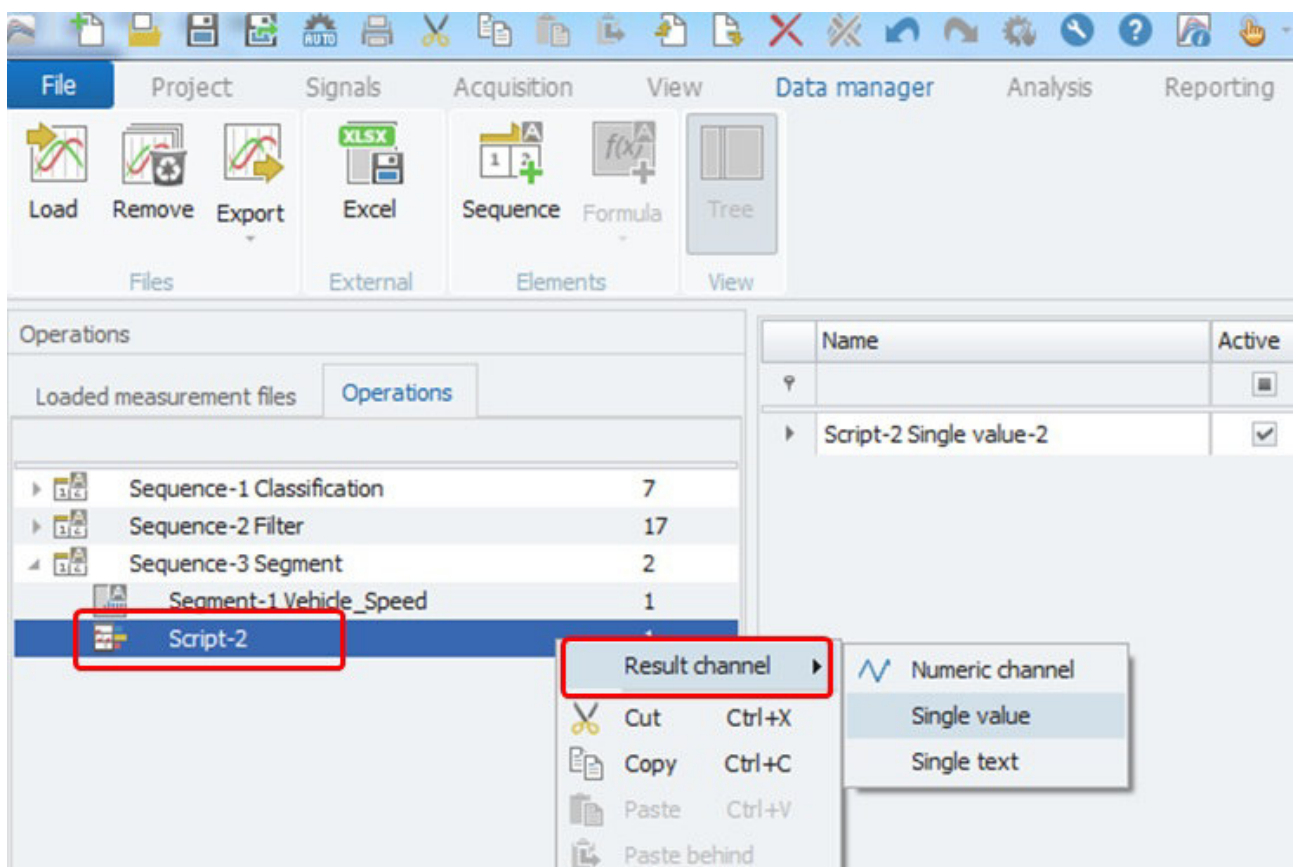 AUTO
File Project Signals Acquisition View Data manager Analysis Reporting
XLSX
A
1 2
f(x)
A
Load Remove Export Excel Sequence Formula Tree
Files External Elements View
Operations
Name Active
Loaded measurement files Operations
Script-2 Single value-2
Sequence-1 Classification 7
Sequence-2 Filter 17
Sequence-3 Segment 2
Segment-1 Vehicle_Speed 1
Script-2
Result channel
Numeric channel
Single value
Single text
Cut Ctrl+X
Copy Ctrl+C
Paste Ctrl+V
Paste behind